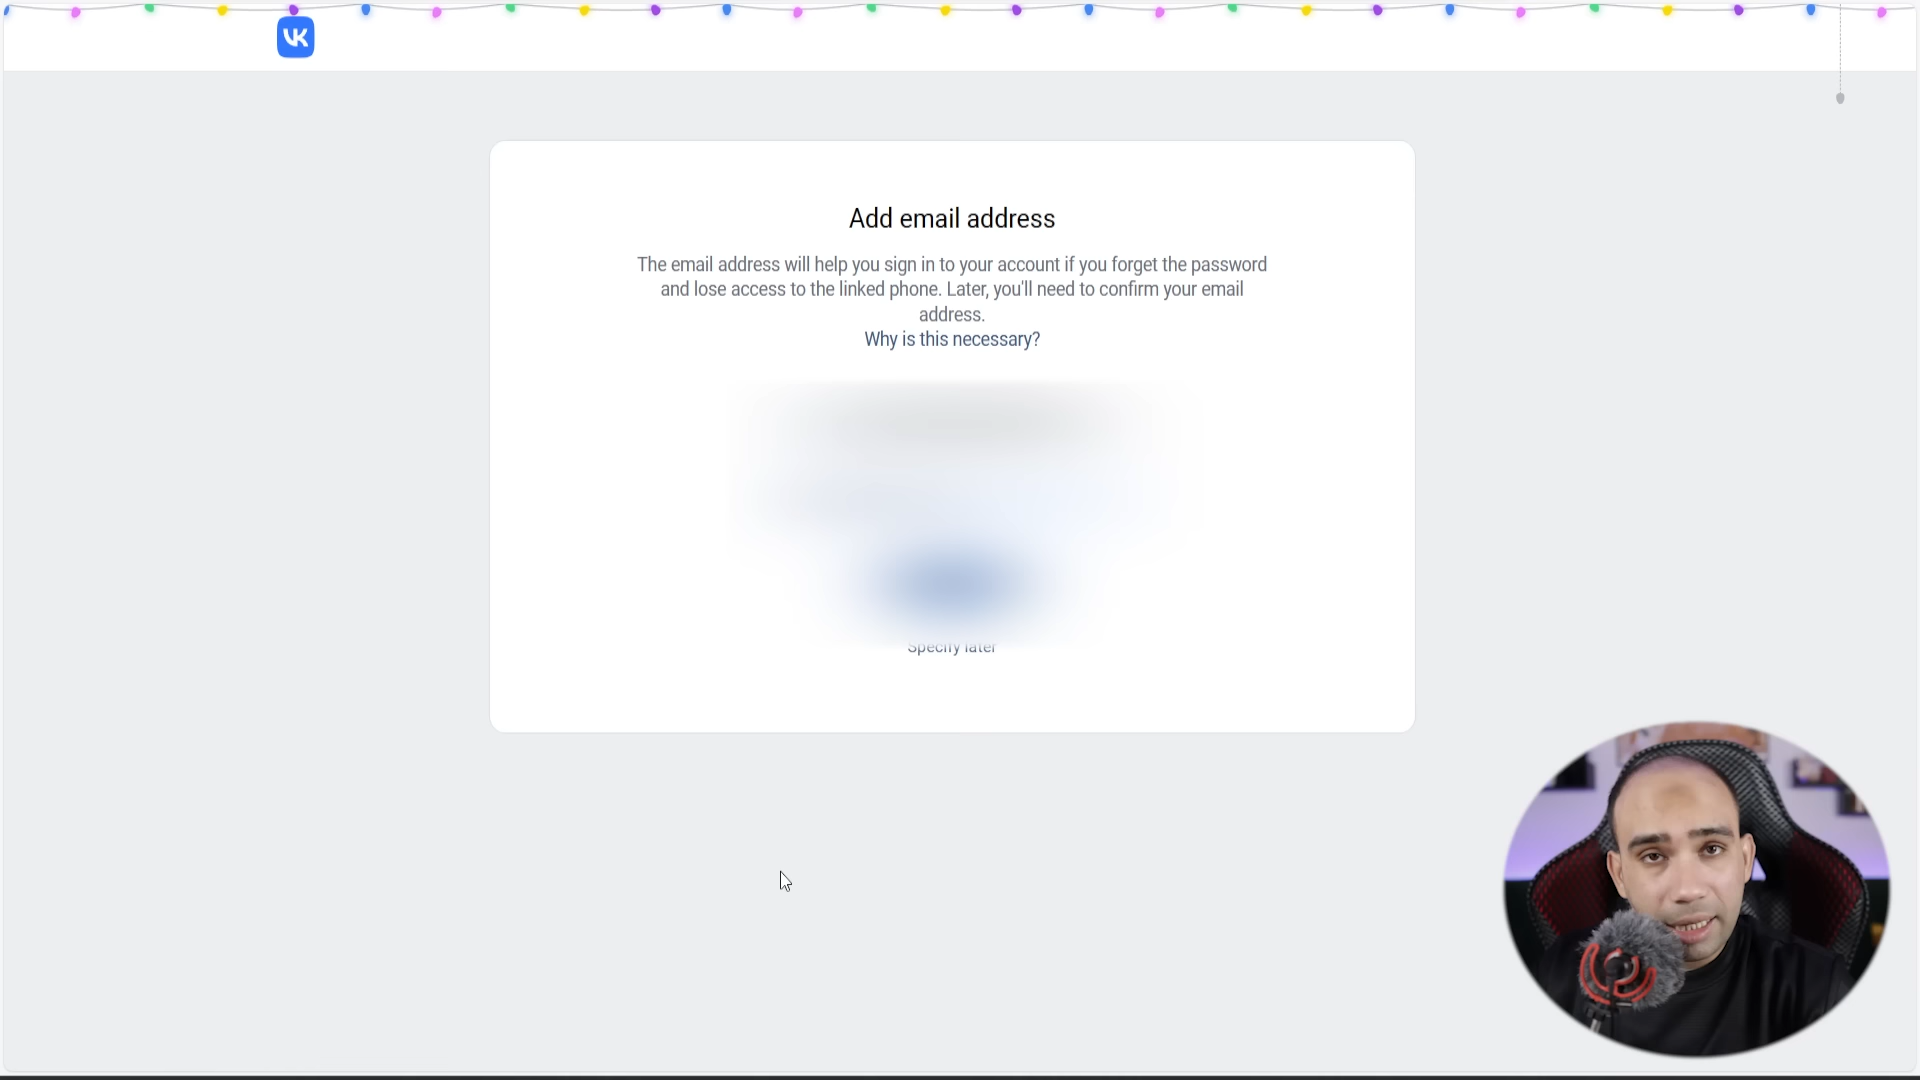 VK
Add email address
The email address will help you sign in to your account if you forget the password
and lose access to the linked phone. Later, you'll need to confirm your email
address.
Why is this necessary?
Specify later